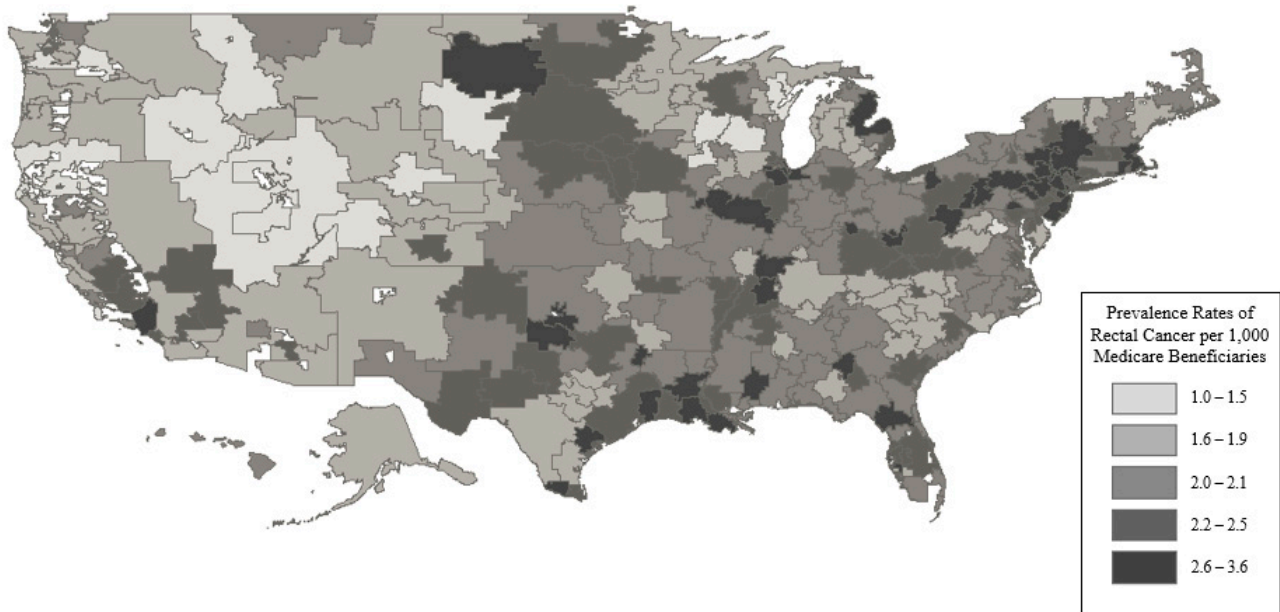 Prevalence Rates of
Rectal Cancer per 1,000
Medicare Beneficiaries
1.0 – 1.5
1.6 – 1.9
2.0 – 2.1
2.2 – 2.5
2.6 – 3.6